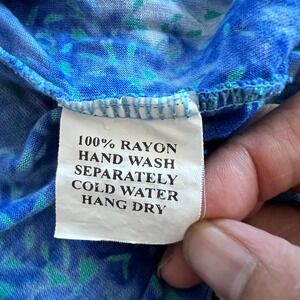 100% RAYON
HAND WASH
SEPARATELY
COLD WATER
HANG DRY